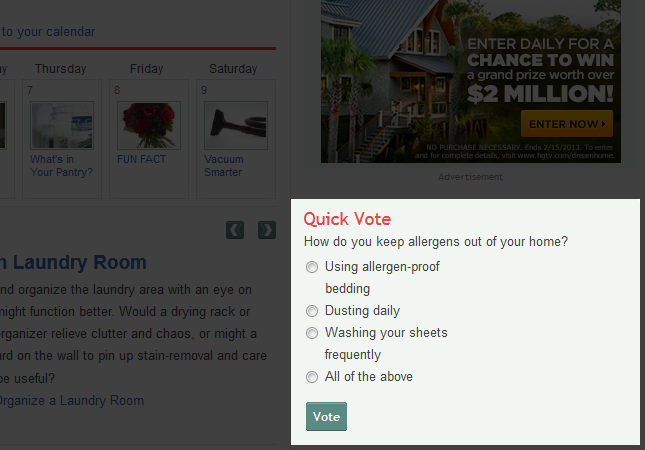 to your calendar
Thursday
Friday
Saturday
7
8
9
What's in
Your Pantry?
FUN FACT
Vacuum
Smarter
Laundry Room
nd organize the laundry area with an eye on
might function better. Would a drying rack or
organizer relieve clutter and chaos, or might a
rd on the wall to pin up stain-removal and care
be useful?
Organize a Laundry Room
ENTER DAILY FOR A
CHANCE TO WIN
a grand prize worth over
$2 MILLION!
ENTER NOW
NO PURCHASE NECESSARY. Ends 2/15/2013. To enter
and for complete details, visit www.hgtv.com/dreamhome.
Advertisement
Quick Vote
How do you keep allergens out of your home?
Using allergen-proof
bedding
Dusting daily
Washing your sheets
frequently
All of the above
Vote